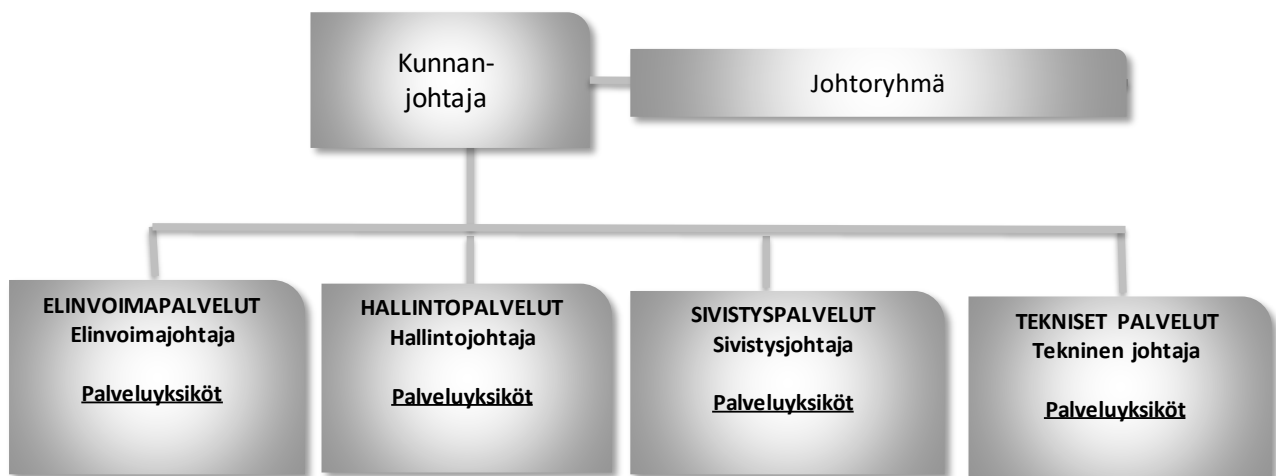 Kunnan-
johtaja
Johtoryhmä
ELINVOIMAPALVELUT
Elinvoimajohtaja
Palveluyksiköt
HALLINTOPALVELUT
Hallintojohtaja
Palveluyksiköt
SIVISTYSPALVELUT
Sivistysjohtaja
Palveluyksiköt
TEKNISET PALVELUT
Tekninen johtaja
Palveluyksiköt